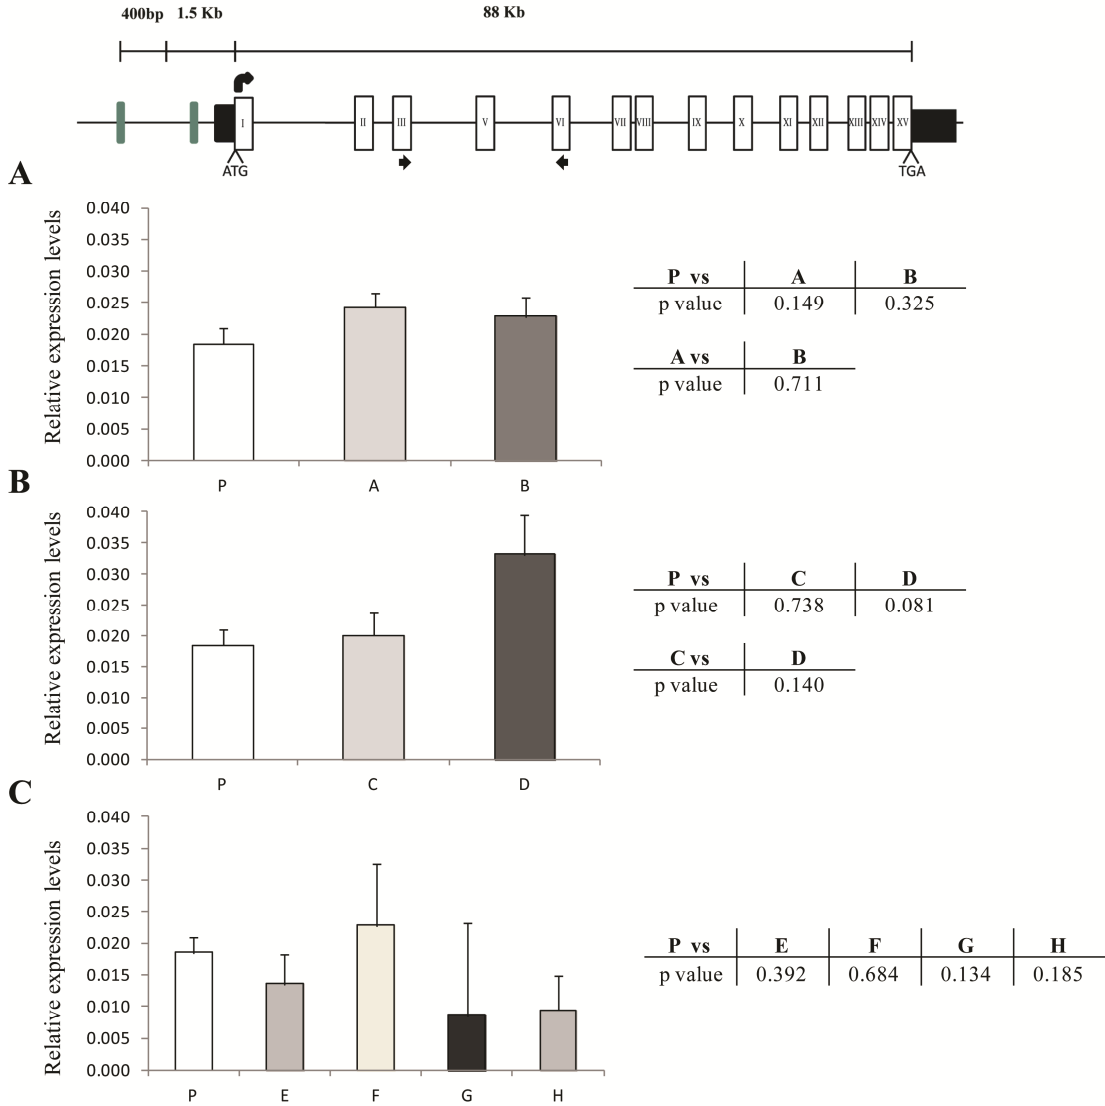 400bp 1.5 Kb 88 Kb
I II III V VI VII VIII IX X XI XII XIII XIV XV
ATG TGA
A
Relative expression levels
0.040
0.035
0.030
0.025
0.020
0.015
0.010
0.005
0.000
P A B
P vs A B
p value 0.149 0.325
A vs B
p value 0.711
B
Relative expression levels
0.040
0.035
0.030
0.025
0.020
0.015
0.010
0.005
0.000
P C D
P vs C D
p value 0.738 0.081
C vs D
p value 0.140
C
Relative expression levels
0.040
0.035
0.030
0.025
0.020
0.015
0.010
0.005
0.000
P E F G H
P vs E F G H
p value 0.392 0.684 0.134 0.185